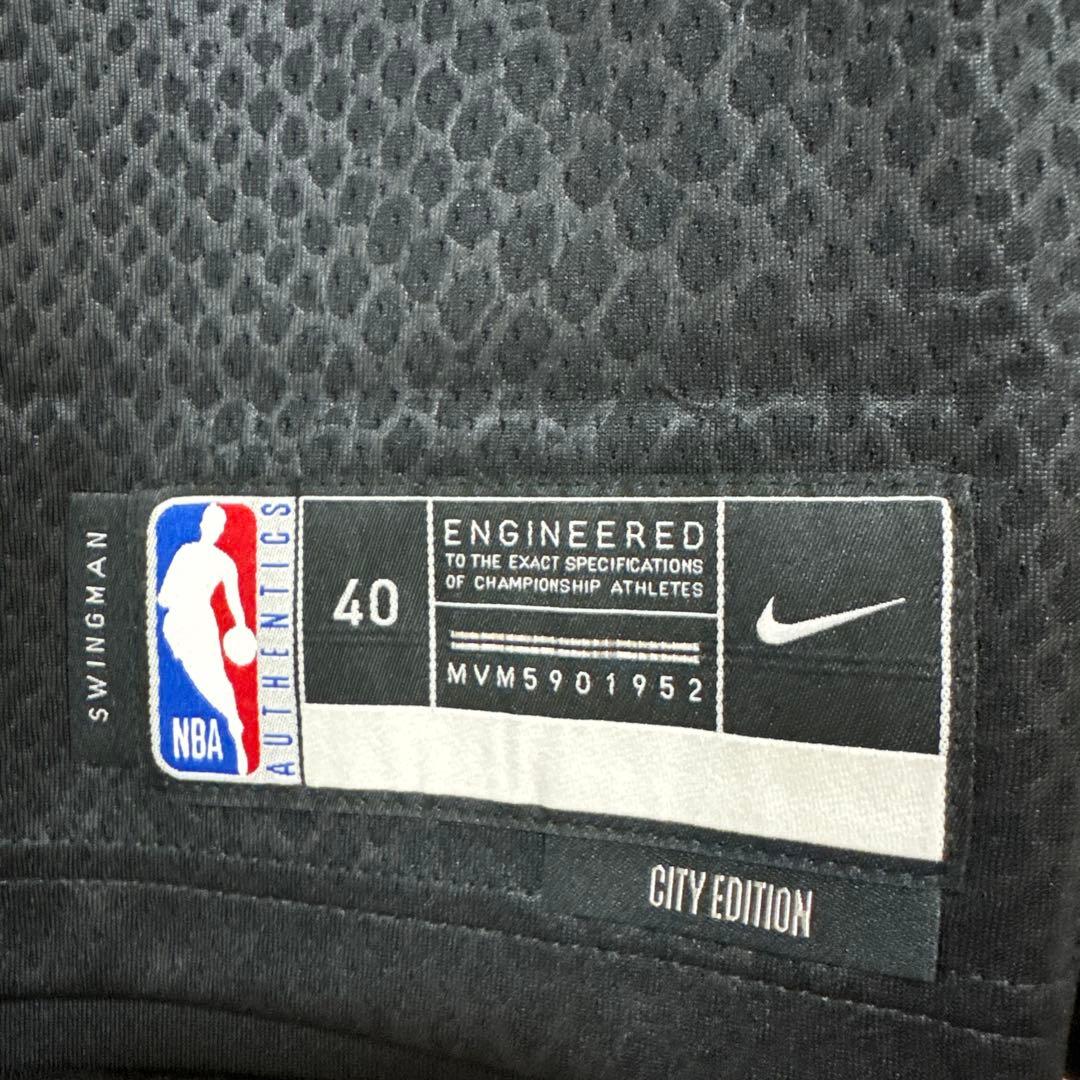 SWINGMAN
NBA
AUTHENTICS
40
ENGINEERED
TO THE EXACT SPECIFICATIONS
OF CHAMPIONSHIP ATHLETES
MVM5901952
CITY EDITION